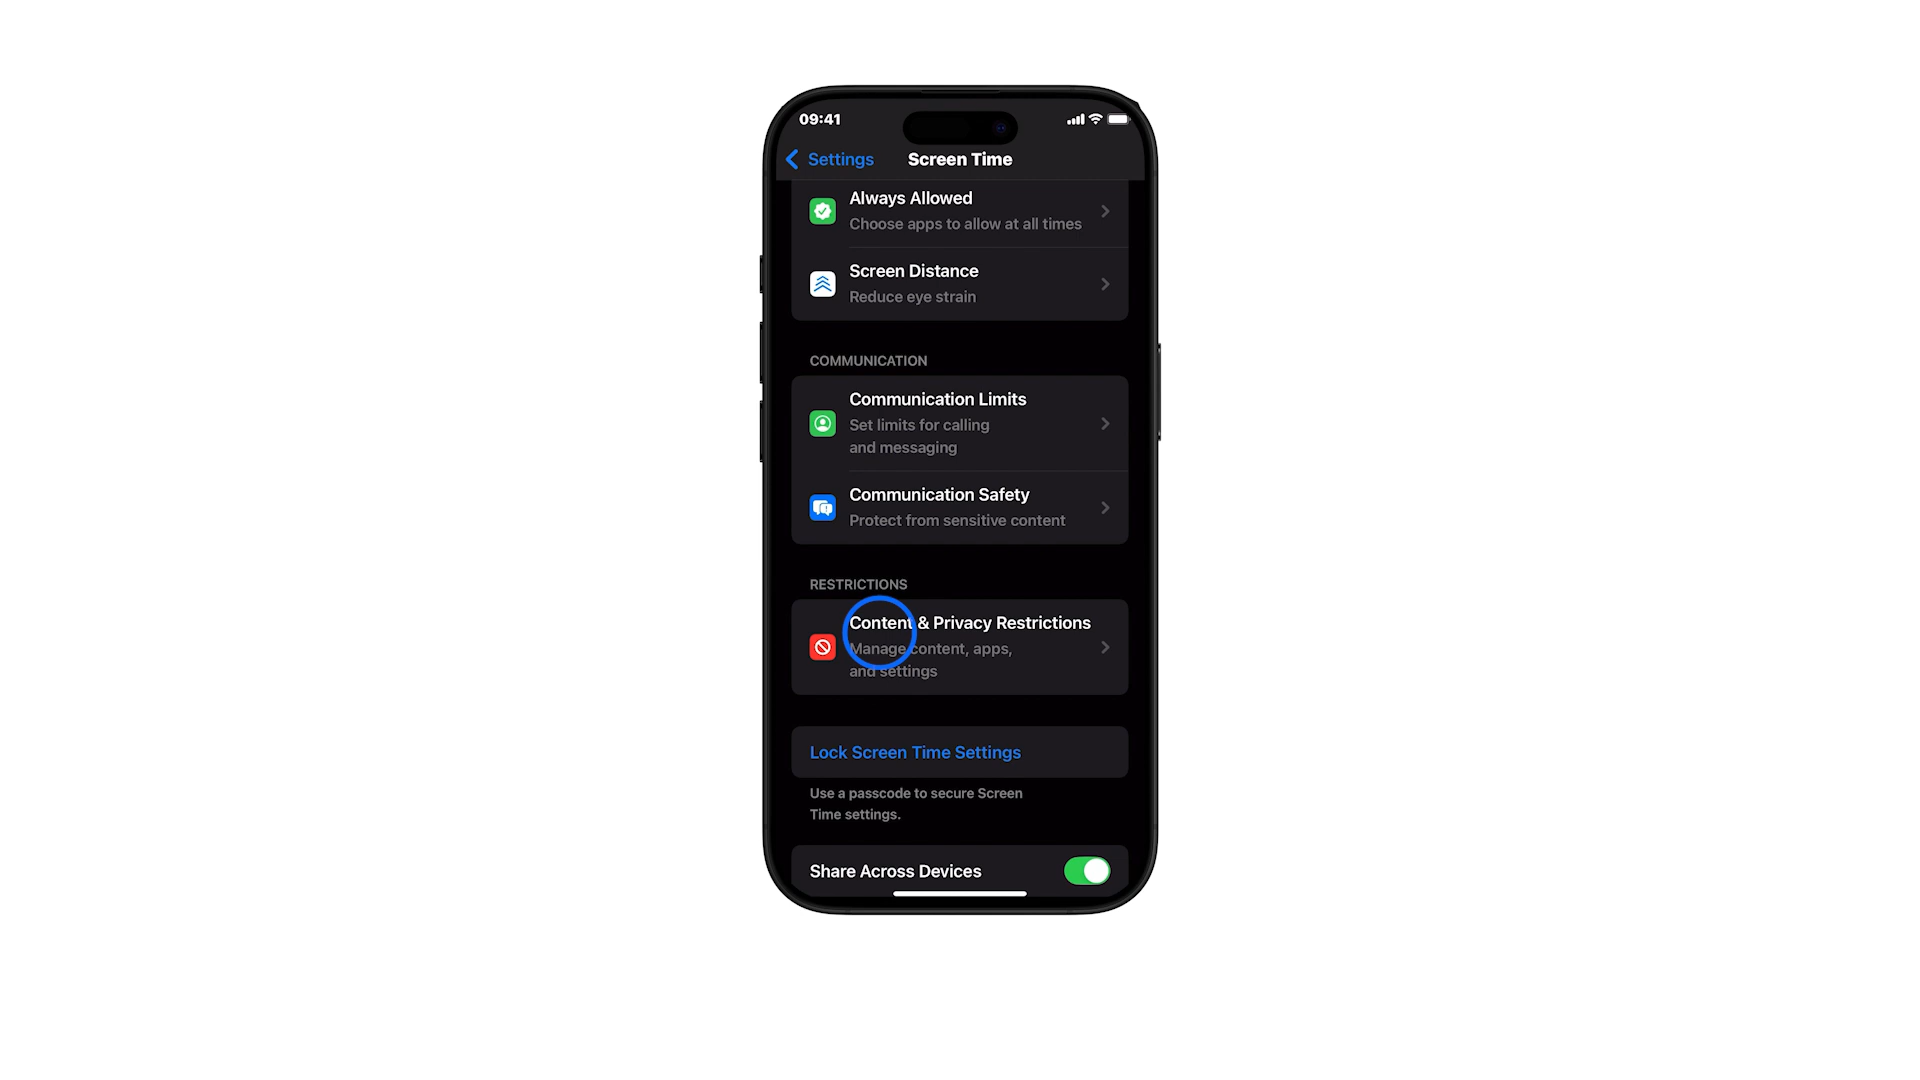 09:41
Settings
Screen Time
Always Allowed
Choose apps to allow at all times
Screen Distance
Reduce eye strain
COMMUNICATION
Communication Limits
Set limits for calling
and messaging
Communication Safety
Protect from sensitive content
RESTRICTIONS
Content & Privacy Restrictions
Manage content, apps,
and settings
Lock Screen Time Settings
Use a passcode to secure Screen
Time settings.
Share Across Devices